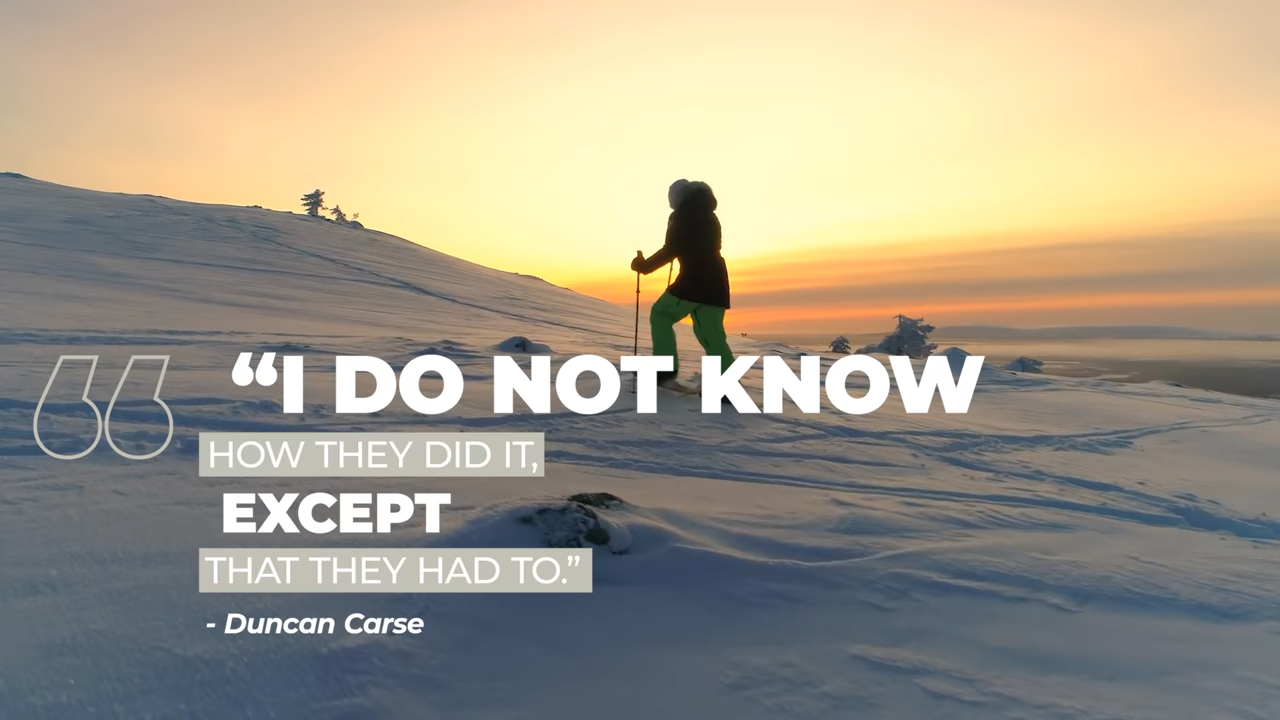 “I DO NOT KNOW
HOW THEY DID IT,
EXCEPT
THAT THEY HAD TO.”
- Duncan Carse